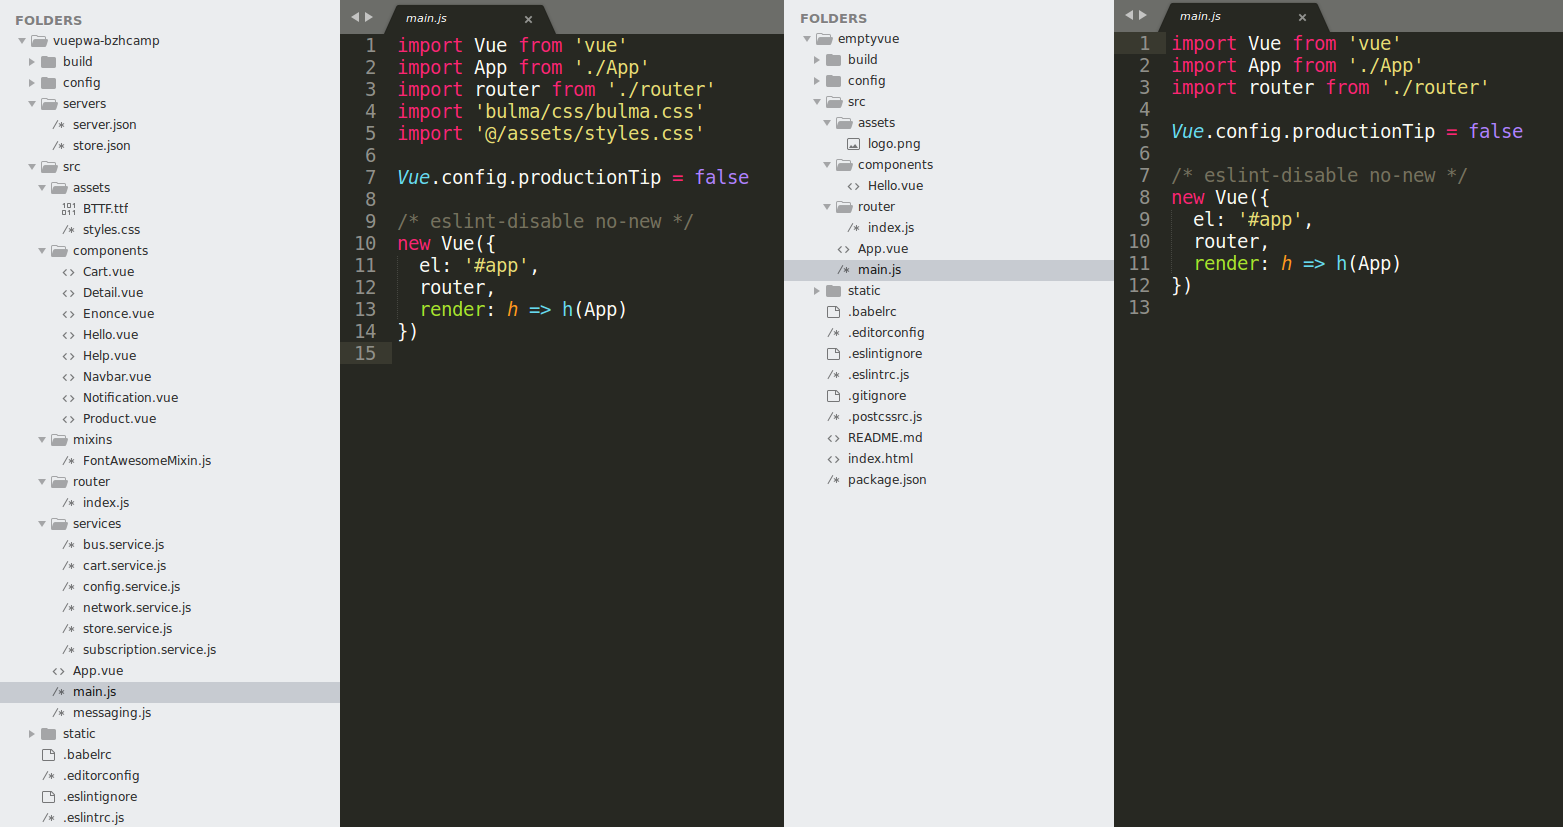 FOLDERS
vuepwa-bzhcamp
build
config
servers
server.json
store.json
src
assets
BTTF.ttf
styles.css
components
Cart.vue
Detail.vue
Enonce.vue
Hello.vue
Help.vue
Navbar.vue
Notification.vue
Product.vue
mixins
FontAwesomeMixin.js
router
index.js
services
bus.service.js
cart.service.js
config.service.js
network.service.js
store.service.js
subscription.service.js
App.vue
main.js
messaging.js
static
.babelrc
.editorconfig
.eslintignore
.eslintrc.js
main.js ×
1 import Vue from 'vue'
2 import App from './App'
3 import router from './router'
4 import 'bulma/css/bulma.css'
5 import '@/assets/styles.css'
6
7 Vue.config.productionTip = false
8
9 /* eslint-disable no-new */
10 new Vue({
11   el: '#app',
12   router,
13   render: h => h(App)
14 })
15
FOLDERS
emptyvue
build
config
src
assets
logo.png
components
Hello.vue
router
index.js
App.vue
main.js
static
.babelrc
.editorconfig
.eslintignore
.eslintrc.js
.gitignore
.postcssrc.js
README.md
index.html
package.json
main.js ×
1 import Vue from 'vue'
2 import App from './App'
3 import router from './router'
4
5 Vue.config.productionTip = false
6
7 /* eslint-disable no-new */
8 new Vue({
9   el: '#app',
10   router,
11   render: h => h(App)
12 })
13